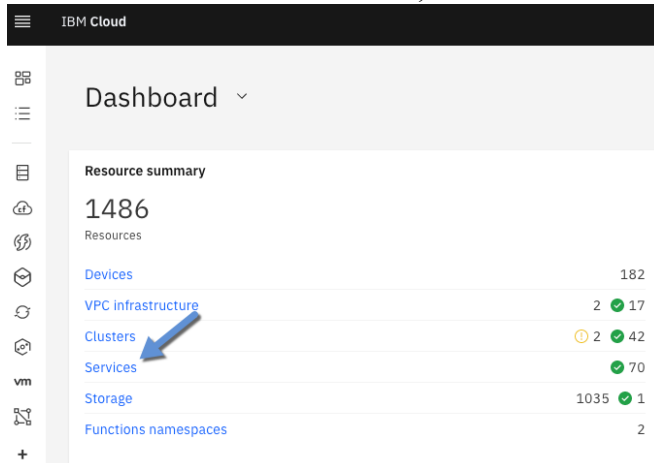 IBM Cloud
Dashboard
Resource summary
1486
Resources
Devices 182
VPC infrastructure 2 17
Clusters 2 42
Services 70
Storage 1035 1
Functions namespaces 2
cf
vm